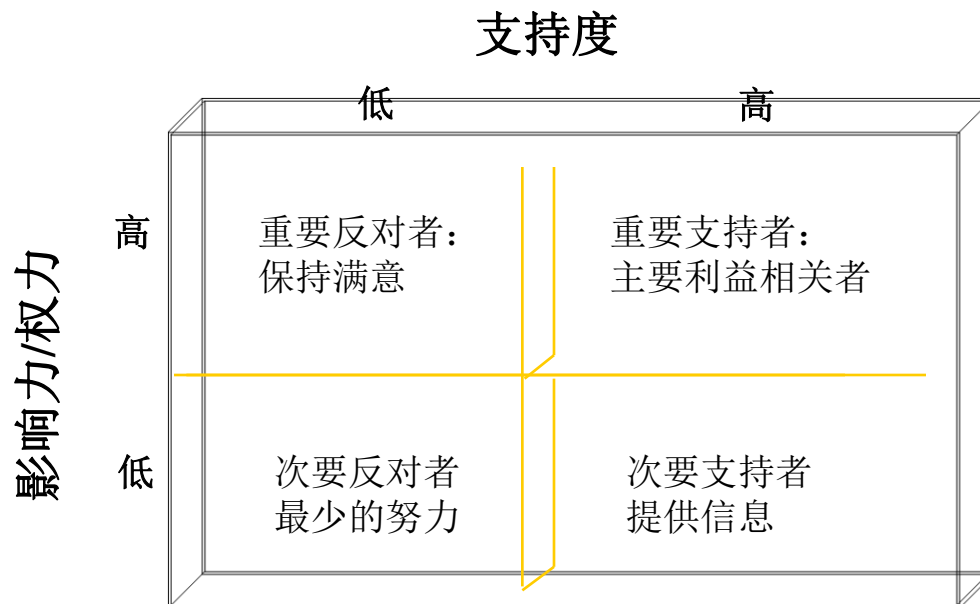 支持度
低
高
高
重要反对者：
保持满意
重要支持者：
主要利益相关者
影响力/权力
低
次要反对者
最少的努力
次要支持者
提供信息